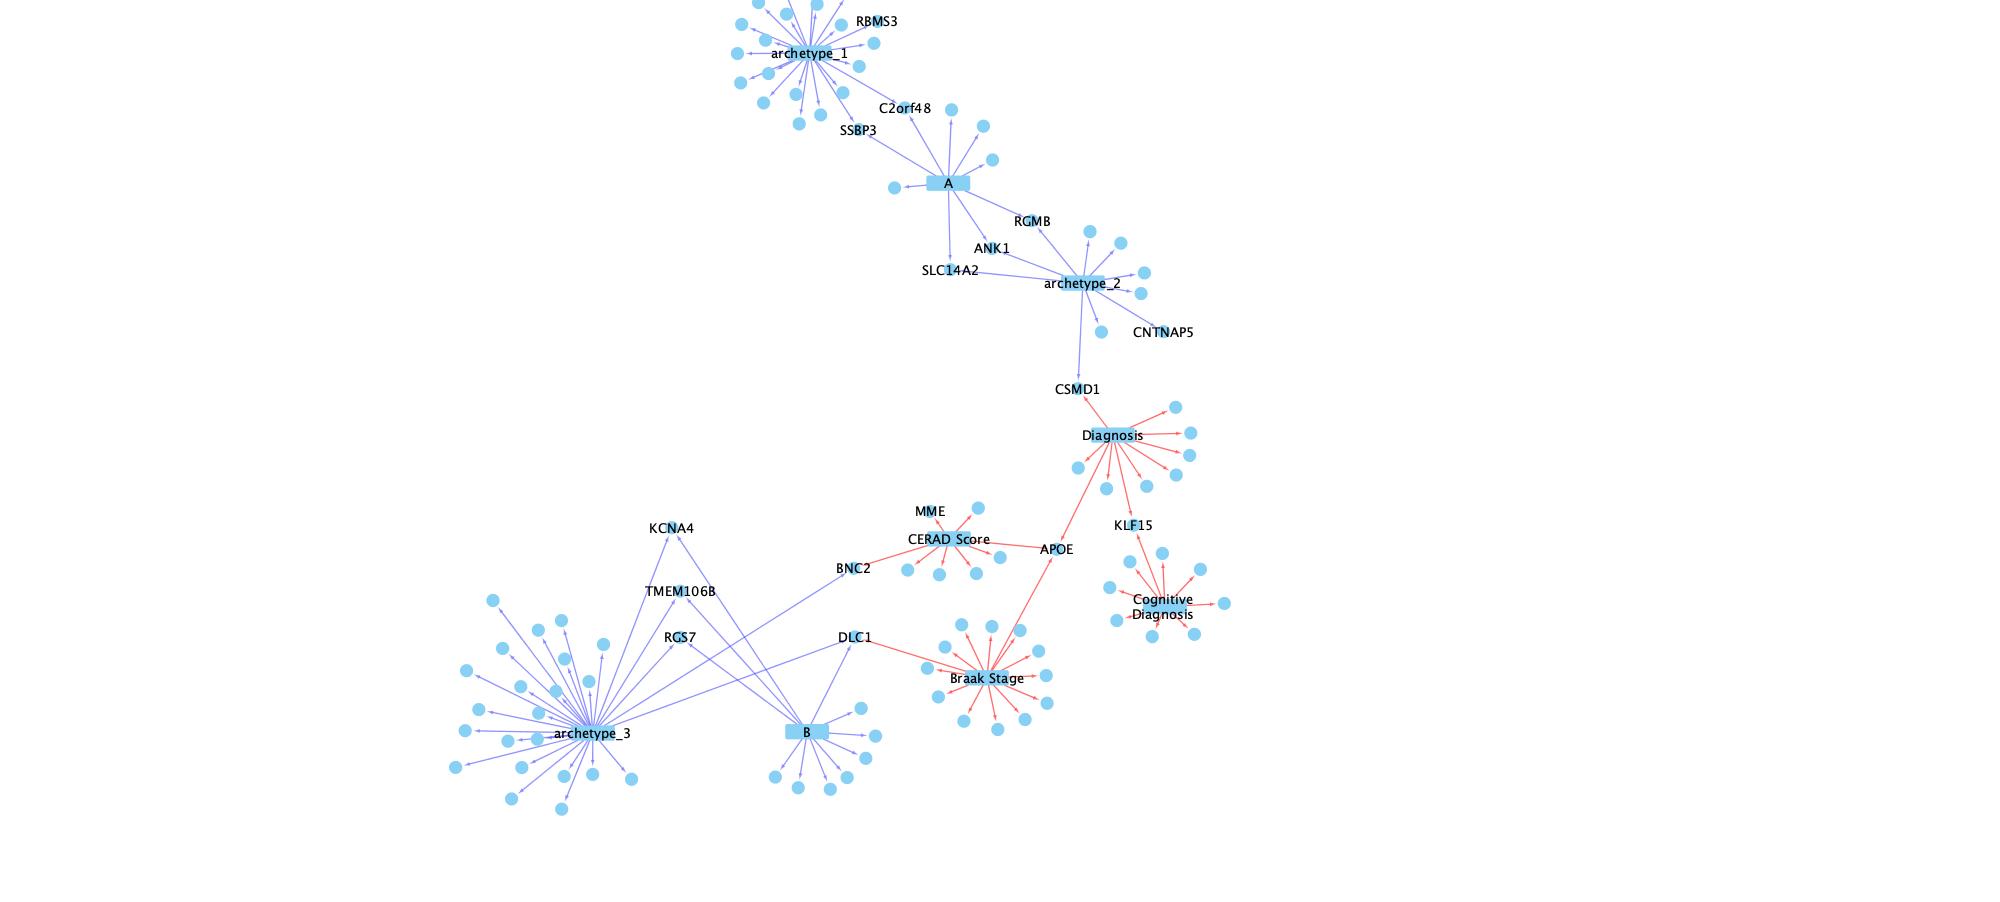 RBMS3
archetype_1
C2orf48
SSBP3
A
RGMB
ANK1
SLC14A2
archetype_2
CNTNAP5
CSMD1
Diagnosis
MME
KLF15
KCNA4
CERAD Score
APOE
BNC2
TMEM106B
Cognitive
Diagnosis
RGS7
DLC1
Braak Stage
archetype_3
B